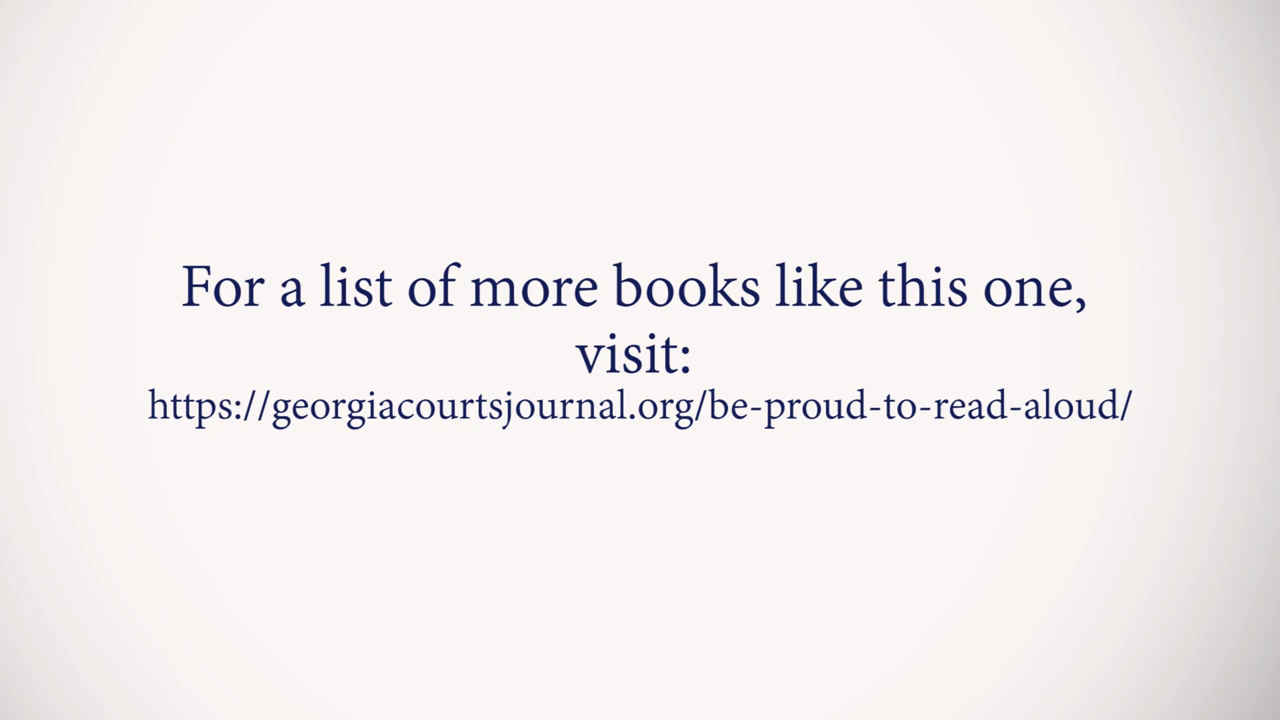 For a list of more books like this one,
visit:
https://georgiacourtsjournal.org/be-proud-to-read-aloud/